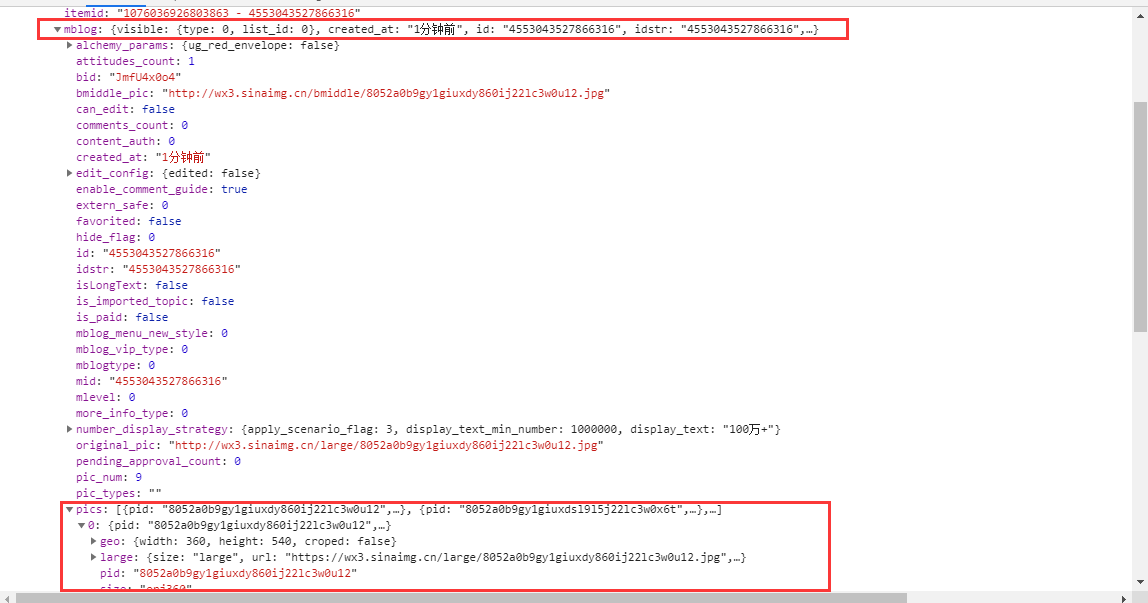 itemid: "1076036926803863 - 4553043527866316"
mblog: {visible: {type: 0, list_id: 0}, created_at: "1分钟前", id: "4553043527866316", idstr: "4553043527866316",…}
alchemy_params: {ug_red_envelope: false}
attitudes_count: 1
bid: "JmfU4x0o4"
bmiddle_pic: "http://wx3.sinaimg.cn/bmiddle/8052a0b9gy1giuxdy860ij22lc3w0u12.jpg"
can_edit: false
comments_count: 0
content_auth: 0
created_at: "1分钟前"
edit_config: {edited: false}
enable_comment_guide: true
extern_safe: 0
favorited: false
hide_flag: 0
id: "4553043527866316"
idstr: "4553043527866316"
isLongText: false
is_imported_topic: false
is_paid: false
mblog_menu_new_style: 0
mblog_vip_type: 0
mblogtype: 0
mid: "4553043527866316"
mlevel: 0
more_info_type: 0
number_display_strategy: {apply_scenario_flag: 3, display_text_min_number: 1000000, display_text: "100万+"}
original_pic: "http://wx3.sinaimg.cn/large/8052a0b9gy1giuxdy860ij22lc3w0u12.jpg"
pending_approval_count: 0
pic_num: 9
pic_types: ""
pics: [{pid: "8052a0b9gy1giuxdy860ij22lc3w0u12",…}, {pid: "8052a0b9gy1giuxdsl9l5j22lc3w0x6t",…},…]
0: {pid: "8052a0b9gy1giuxdy860ij22lc3w0u12",…}
geo: {width: 360, height: 540, croped: false}
large: {size: "large", url: "https://wx3.sinaimg.cn/large/8052a0b9gy1giuxdy860ij22lc3w0u12.jpg",…}
pid: "8052a0b9gy1giuxdy860ij22lc3w0u12"
size: "orj360"